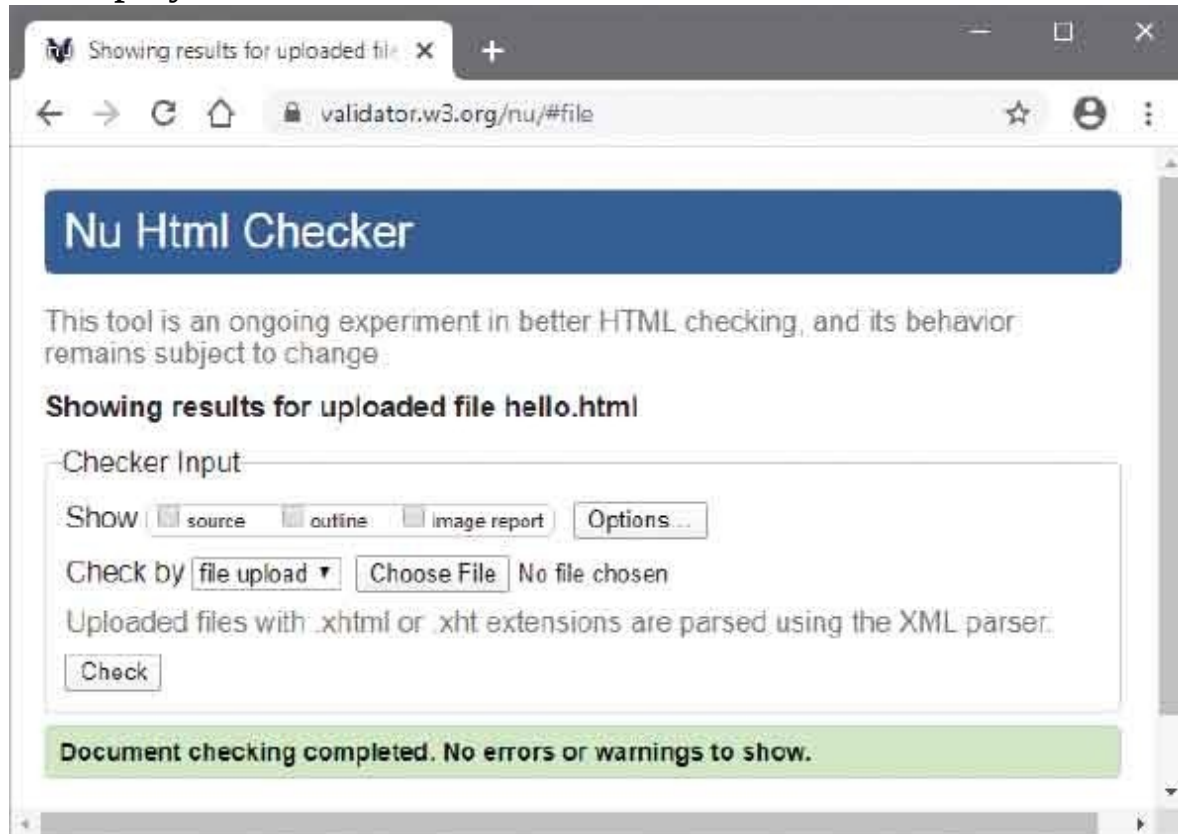 Showing results for uploaded file
validator.w3.org/nu/#file
Nu Html Checker
This tool is an ongoing experiment in better HTML checking, and its behavior
remains subject to change
Showing results for uploaded file hello.html
Checker Input
Show source outline image report Options...
Check by file upload Choose File No file chosen
Uploaded files with .xhtml or .xht extensions are parsed using the XML parser.
Check
Document checking completed. No errors or warnings to show.